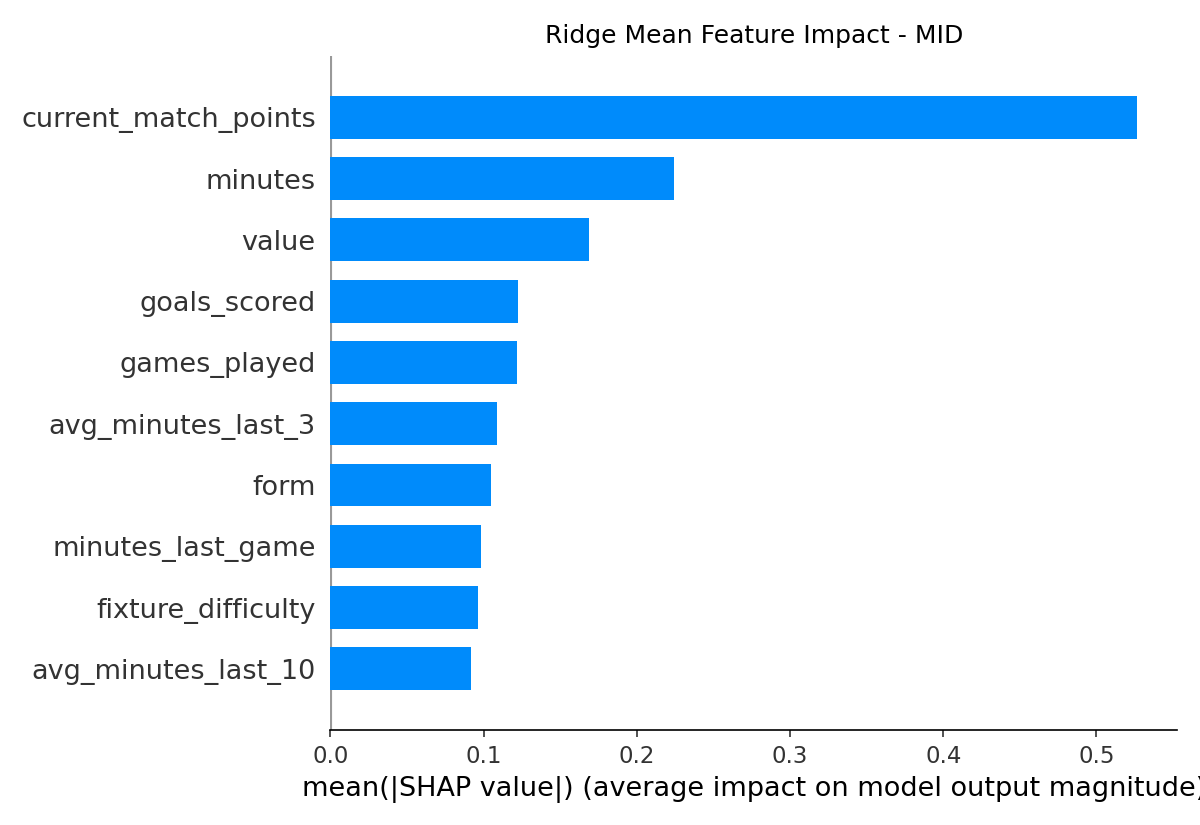 Ridge Mean Feature Impact - MID
current_match_points
minutes
value
goals_scored
games_played
avg_minutes_last_3
form
minutes_last_game
fixture_difficulty
avg_minutes_last_10
0.0 0.1 0.2 0.3 0.4 0.5
mean(|SHAP value|) (average impact on model output magnitude)